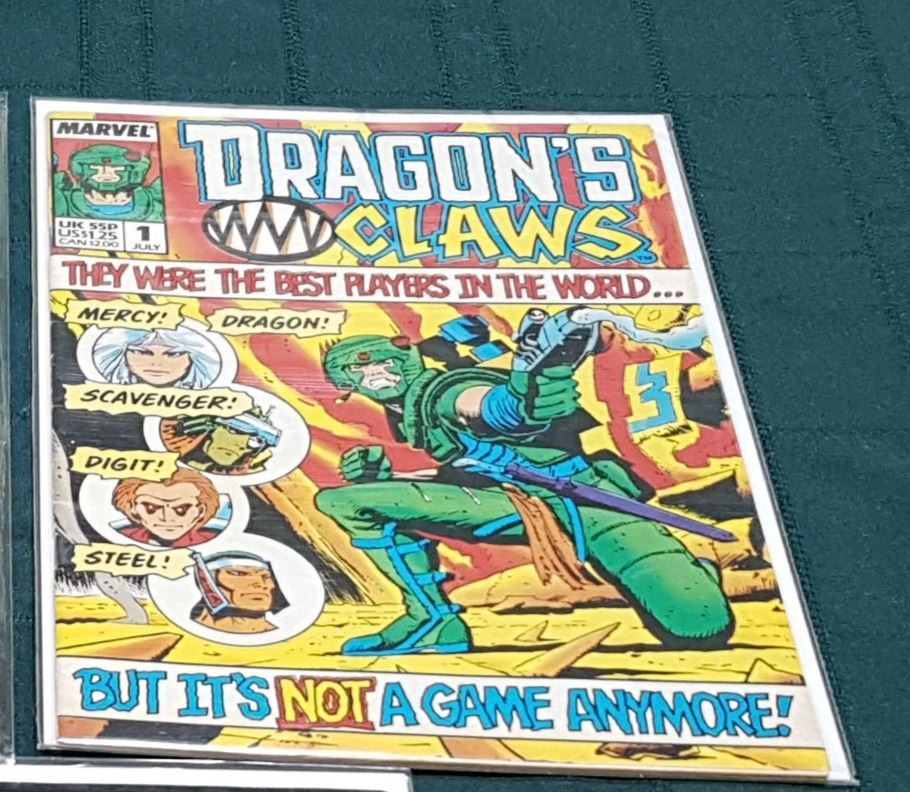 MARVEL
DRAGON'S
CLAWS
TM
UK 55P
US$1.25
CAN $2.00
1
JULY
THEY WERE THE BEST PLAYERS IN THE WORLD...
MERCY!
DRAGON!
SCAVENGER!
DIGIT!
STEEL!
3
BUT IT'S NOT A GAME ANYMORE!